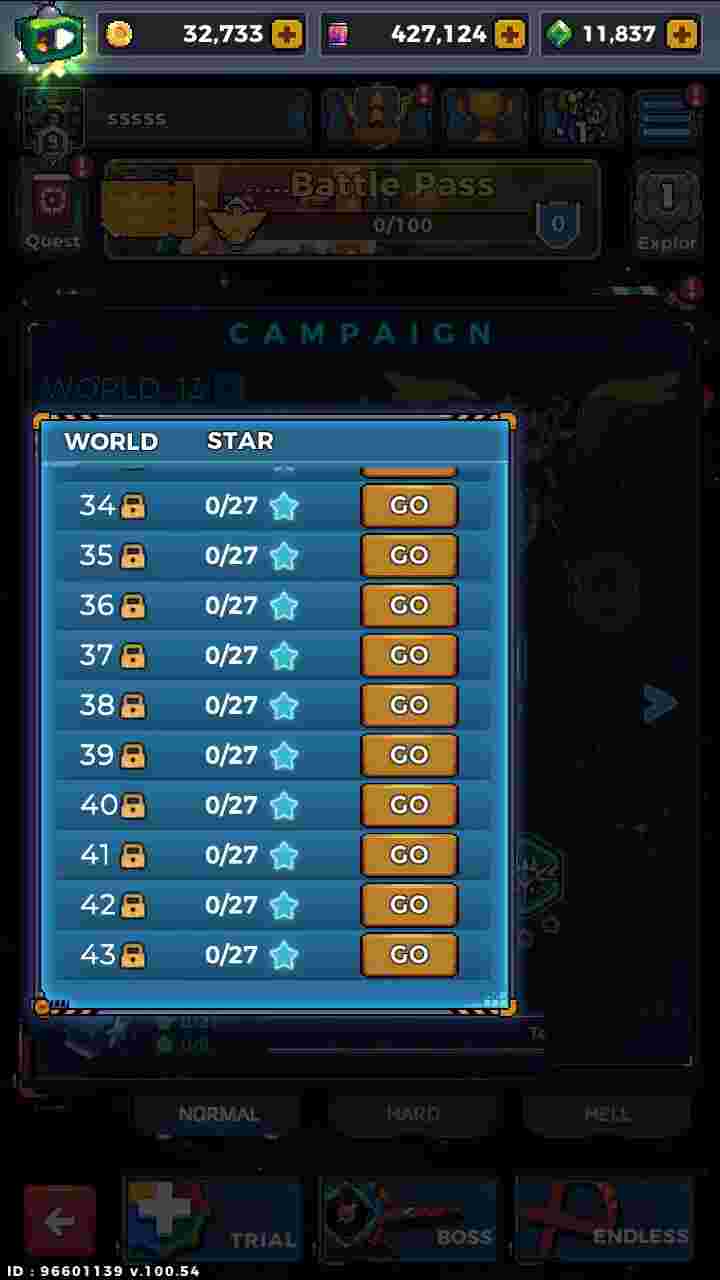 32,733 427,124 11,837
19 sssss 1
Battle Pass 1
0/100 0
Quest Explor
CAMPAIGN
WORLD 13
WORLD STAR
34 0/27 GO
35 0/27 GO
36 0/27 GO
37 0/27 GO
38 0/27 GO
39 0/27 GO
40 0/27 GO
41 0/27 GO
42 0/27 GO
43 0/27 GO
NORMAL HARD HELL
TRIAL BOSS ENDLESS
ID : 96601139 v.100.54